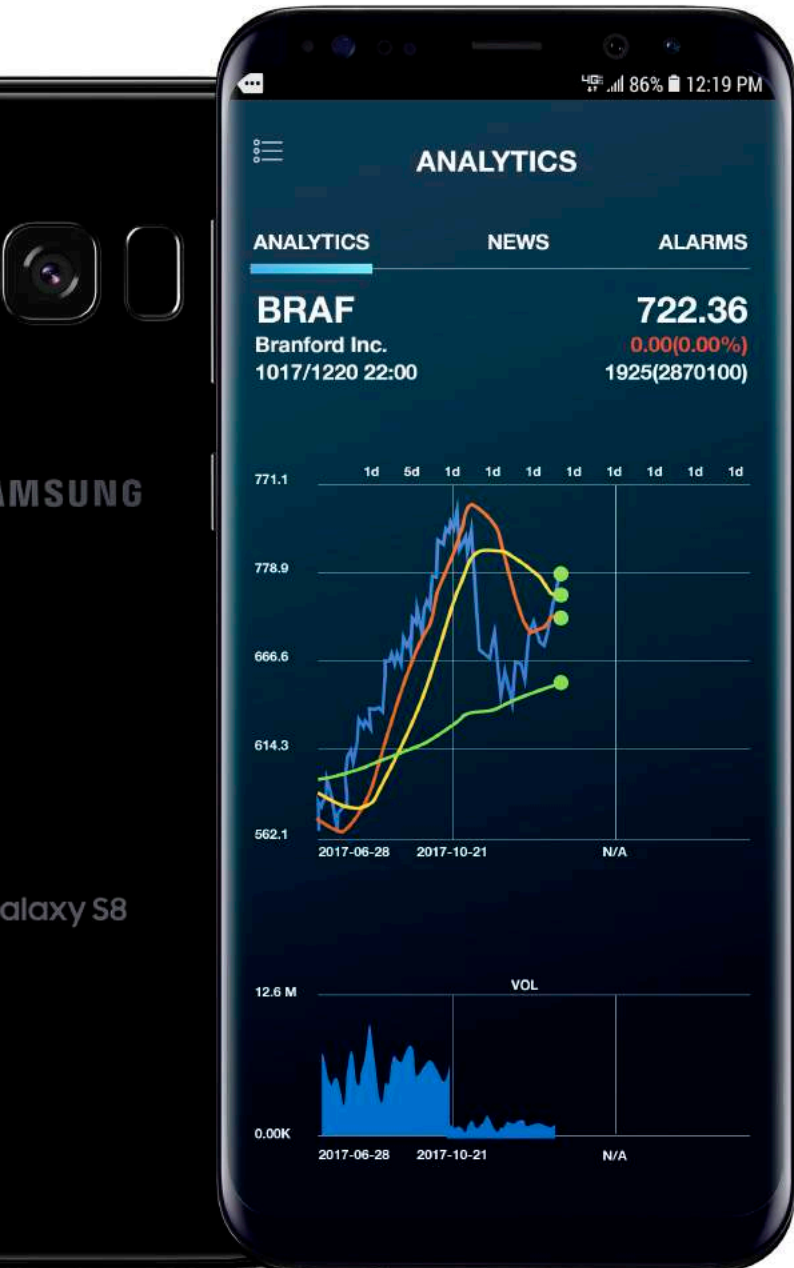 86% 12:19 PM
ANALYTICS
ANALYTICS NEWS ALARMS
BRAF 722.36
Branford Inc. 0.00(0.00%)
1017/1220 22:00 1925(2870100)
1d 5d 1d 1d 1d 1d 1d 1d 1d 1d
771.1
AMSUNG
778.9
666.6
614.3
562.1
2017-06-28 2017-10-21 N/A
alaxy S8
VOL
12.6 M
0.00K
2017-06-28 2017-10-21 N/A